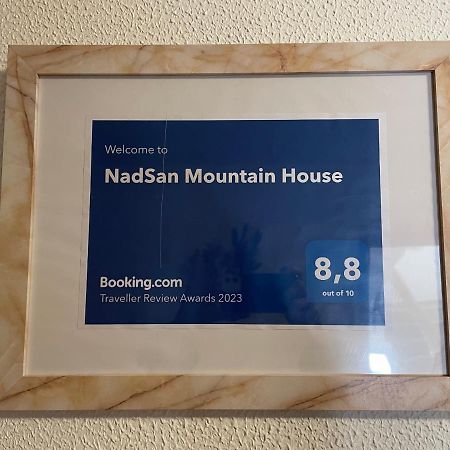 Welcome to
NadSan Mountain House
Booking.com
Traveller Review Awards 2023
8,8
out of 10